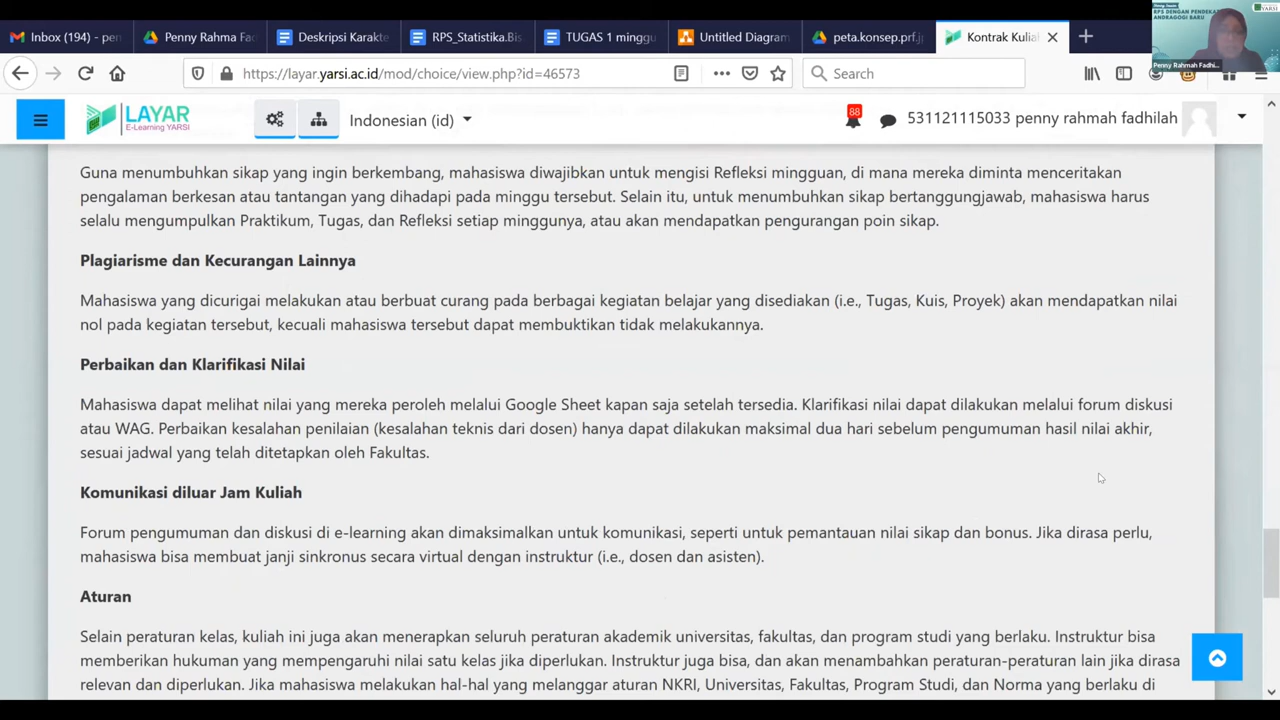 RPS DENGAN PENDEKA
ANDRAGOGI BARU
YARSI
Inbox (194) - pen
Penny Rahma Fad
Deskripsi Karakte
RPS_Statistika.Bis
TUGAS 1 minggu
Untitled Diagram
peta.konsep.prf.j
Kontrak Kulia
Penny Rahmah Fadhi...
https://layar.yarsi.ac.id/mod/choice/view.php?id=46573
Search
LAYAR
E-Learning YARSI
Indonesian (id)
88
531121115033 penny rahmah fadhilah
Guna menumbuhkan sikap yang ingin berkembang, mahasiswa diwajibkan untuk mengisi Refleksi mingguan, di mana mereka diminta menceritakan
pengalaman berkesan atau tantangan yang dihadapi pada minggu tersebut. Selain itu, untuk menumbuhkan sikap bertanggungjawab, mahasiswa harus
selalu mengumpulkan Praktikum, Tugas, dan Refleksi setiap minggunya, atau akan mendapatkan pengurangan poin sikap.
Plagiarisme dan Kecurangan Lainnya
Mahasiswa yang dicurigai melakukan atau berbuat curang pada berbagai kegiatan belajar yang disediakan (i.e., Tugas, Kuis, Proyek) akan mendapatkan nilai
nol pada kegiatan tersebut, kecuali mahasiswa tersebut dapat membuktikan tidak melakukannya.
Perbaikan dan Klarifikasi Nilai
Mahasiswa dapat melihat nilai yang mereka peroleh melalui Google Sheet kapan saja setelah tersedia. Klarifikasi nilai dapat dilakukan melalui forum diskusi
atau WAG. Perbaikan kesalahan penilaian (kesalahan teknis dari dosen) hanya dapat dilakukan maksimal dua hari sebelum pengumuman hasil nilai akhir,
sesuai jadwal yang telah ditetapkan oleh Fakultas.
Komunikasi diluar Jam Kuliah
Forum pengumuman dan diskusi di e-learning akan dimaksimalkan untuk komunikasi, seperti untuk pemantauan nilai sikap dan bonus. Jika dirasa perlu,
mahasiswa bisa membuat janji sinkronus secara virtual dengan instruktur (i.e., dosen dan asisten).
Aturan
Selain peraturan kelas, kuliah ini juga akan menerapkan seluruh peraturan akademik universitas, fakultas, dan program studi yang berlaku. Instruktur bisa
memberikan hukuman yang mempengaruhi nilai satu kelas jika diperlukan. Instruktur juga bisa, dan akan menambahkan peraturan-peraturan lain jika dirasa
relevan dan diperlukan. Jika mahasiswa melakukan hal-hal yang melanggar aturan NKRI, Universitas, Fakultas, Program Studi, dan Norma yang berlaku di